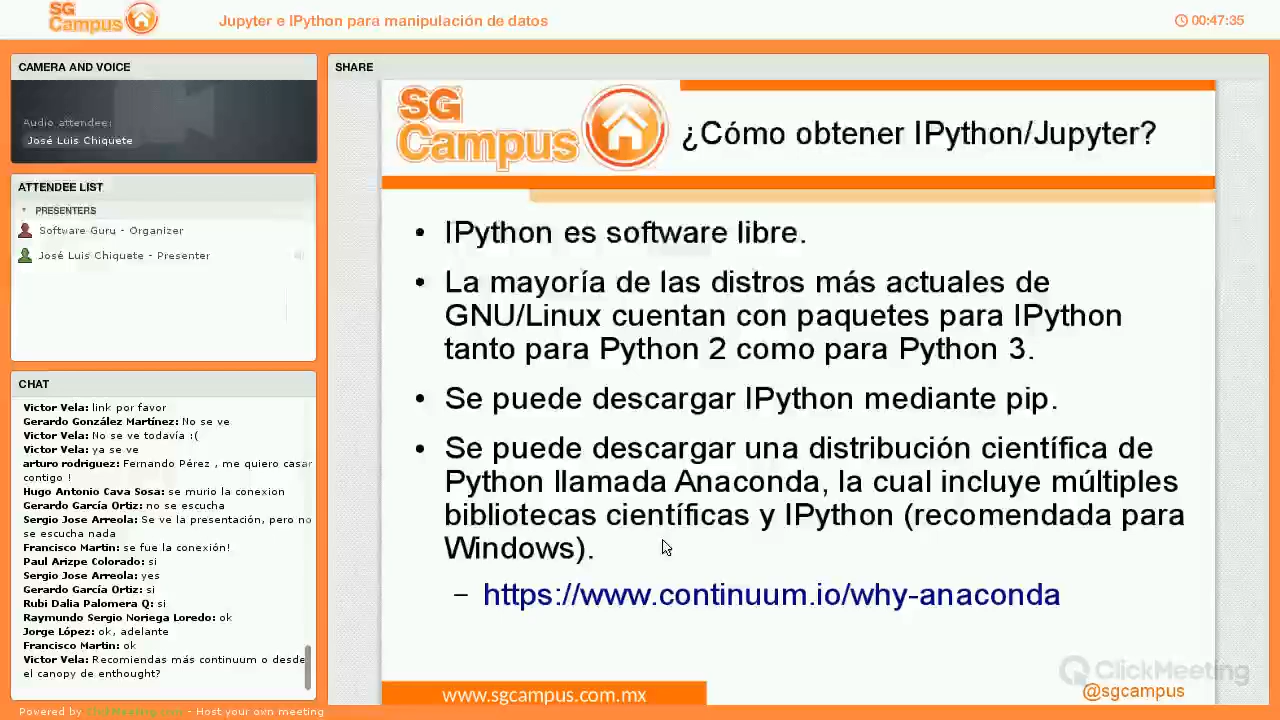 SG
Campus
Jupyter e IPython para manipulación de datos
00:47:35
CAMERA AND VOICE
Audio attendee:
José Luis Chiquete
ATTENDEE LIST
PRESENTERS
Software Guru - Organizer
José Luis Chiquete - Presenter
CHAT
Victor Vela: link por favor
Gerardo González Martínez: No se ve
Victor Vela: No se ve todavía :(
Victor Vela: ya se ve
arturo rodriguez: Fernando Pérez , me quiero casar
contigo !
Hugo Antonio Cava Sosa: se murio la conexion
Gerardo García Ortiz: no se escucha
Sergio Jose Arreola: Se ve la presentación, pero no
se escucha nada
Francisco Martin: se fue la conexión!
Paul Arizpe Colorado: si
Sergio Jose Arreola: yes
Gerardo García Ortiz: si
Rubi Dalia Palomera Q: si
Raymundo Sergio Noriega Loredo: ok
Jorge López: ok, adelante
Francisco Martin: ok
Victor Vela: Recomiendas más continuum o desde
el canopy de enthought?
Powered by ClickMeeting.com - Host your own meeting
SHARE
SG
Campus
¿Cómo obtener IPython/Jupyter?
• IPython es software libre.
• La mayoría de las distros más actuales de
GNU/Linux cuentan con paquetes para IPython
tanto para Python 2 como para Python 3.
• Se puede descargar IPython mediante pip.
• Se puede descargar una distribución científica de
Python llamada Anaconda, la cual incluye múltiples
bibliotecas científicas y IPython (recomendada para
Windows).
– https://www.continuum.io/why-anaconda
ClickMeeting
www.sgcampus.com.mx
@sgcampus